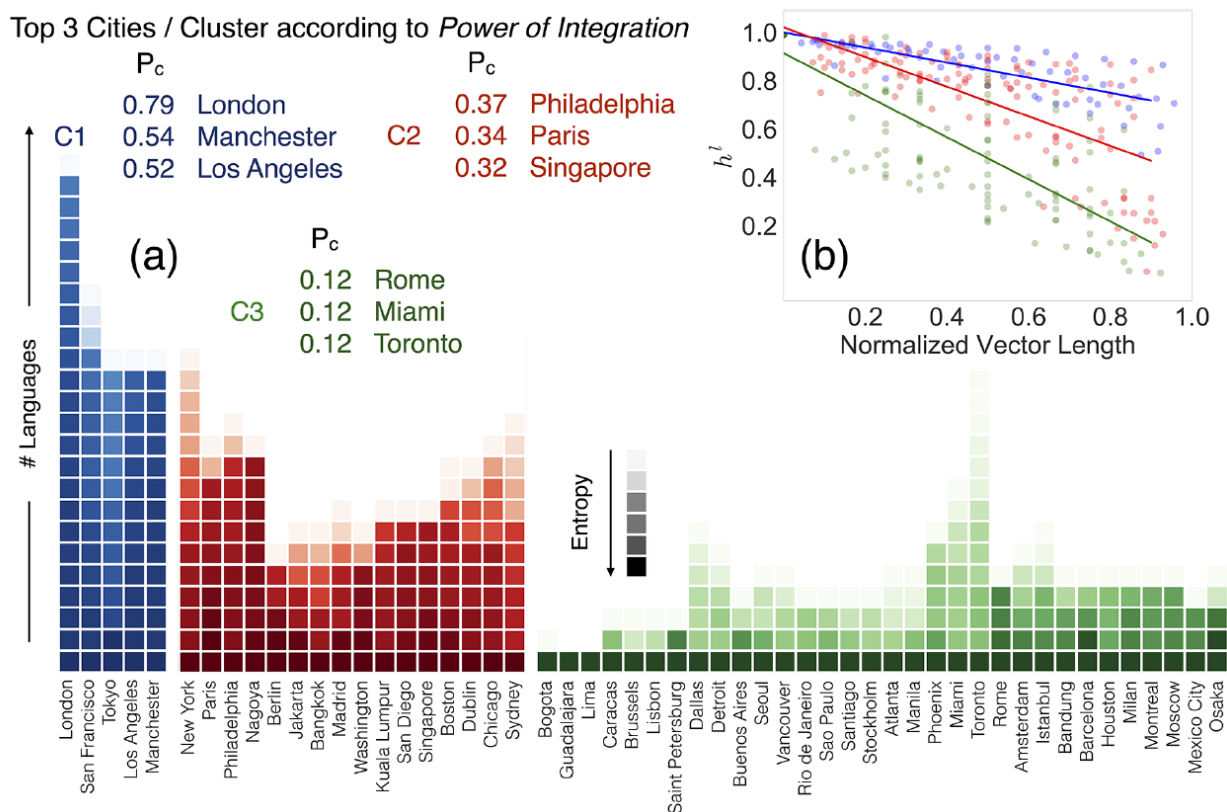 Top 3 Cities / Cluster according to Power of Integration
Pc
C1
0.79 London
0.54 Manchester
0.52 Los Angeles
Pc
C2
0.37 Philadelphia
0.34 Paris
0.32 Singapore
(a)
Pc
C3
0.12 Rome
0.12 Miami
0.12 Toronto
# Languages
Entropy
London
San Francisco
Tokyo
Los Angeles
Manchester
New York
Paris
Philadelphia
Nagoya
Berlin
Jakarta
Bangkok
Madrid
Washington
Kuala Lumpur
San Diego
Singapore
Boston
Dublin
Chicago
Sydney
Bogota
Guadalajara
Lima
Caracas
Brussels
Lisbon
Saint Petersburg
Dallas
Detroit
Buenos Aires
Seoul
Vancouver
Rio de Janeiro
Sao Paulo
Santiago
Stockholm
Atlanta
Manila
Phoenix
Miami
Toronto
Rome
Amsterdam
Istanbul
Bandung
Barcelona
Houston
Milan
Montreal
Moscow
Mexico City
Osaka
(b)
h^l
1.0
0.8
0.6
0.4
0.2
0.2 0.4 0.6 0.8 1.0
Normalized Vector Length